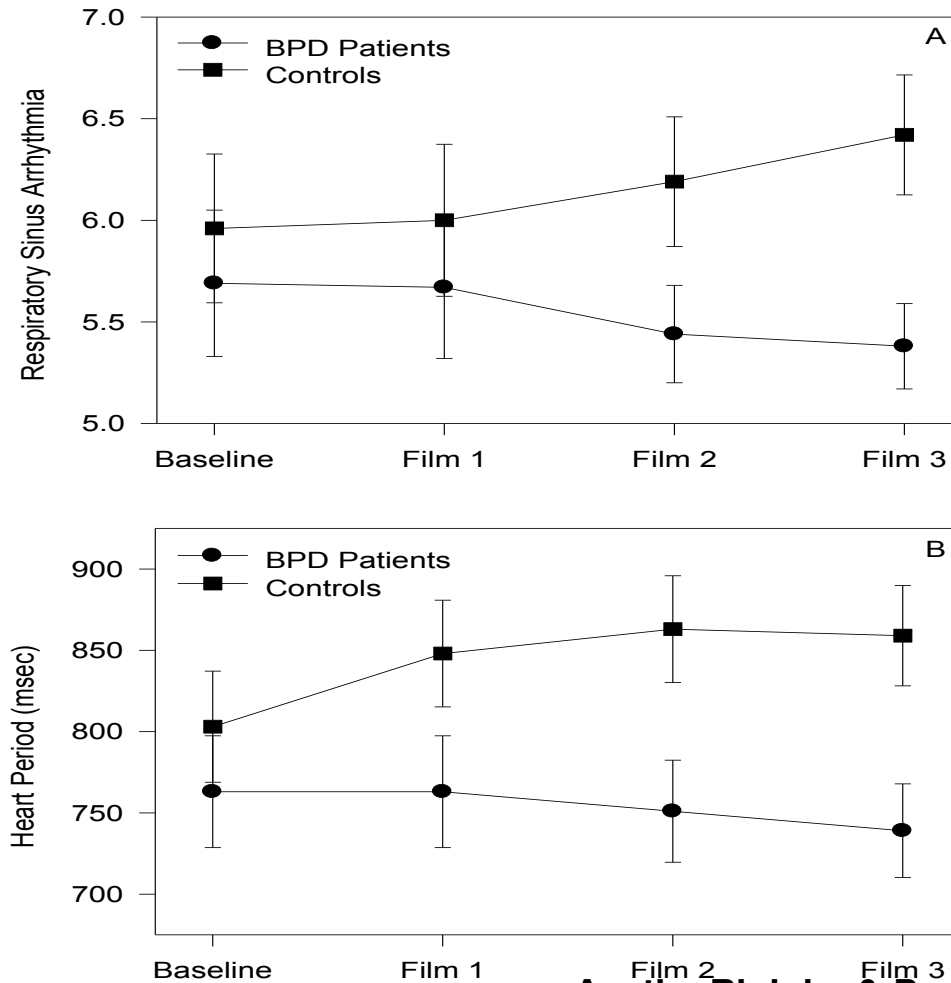 7.0
A
BPD Patients
Controls
6.5
6.0
5.5
5.0
Respiratory Sinus Arrhythmia
Baseline Film 1 Film 2 Film 3
B
BPD Patients
Controls
900
850
800
750
700
Heart Period (msec)
Baseline Film 1 Film 2 Film 3